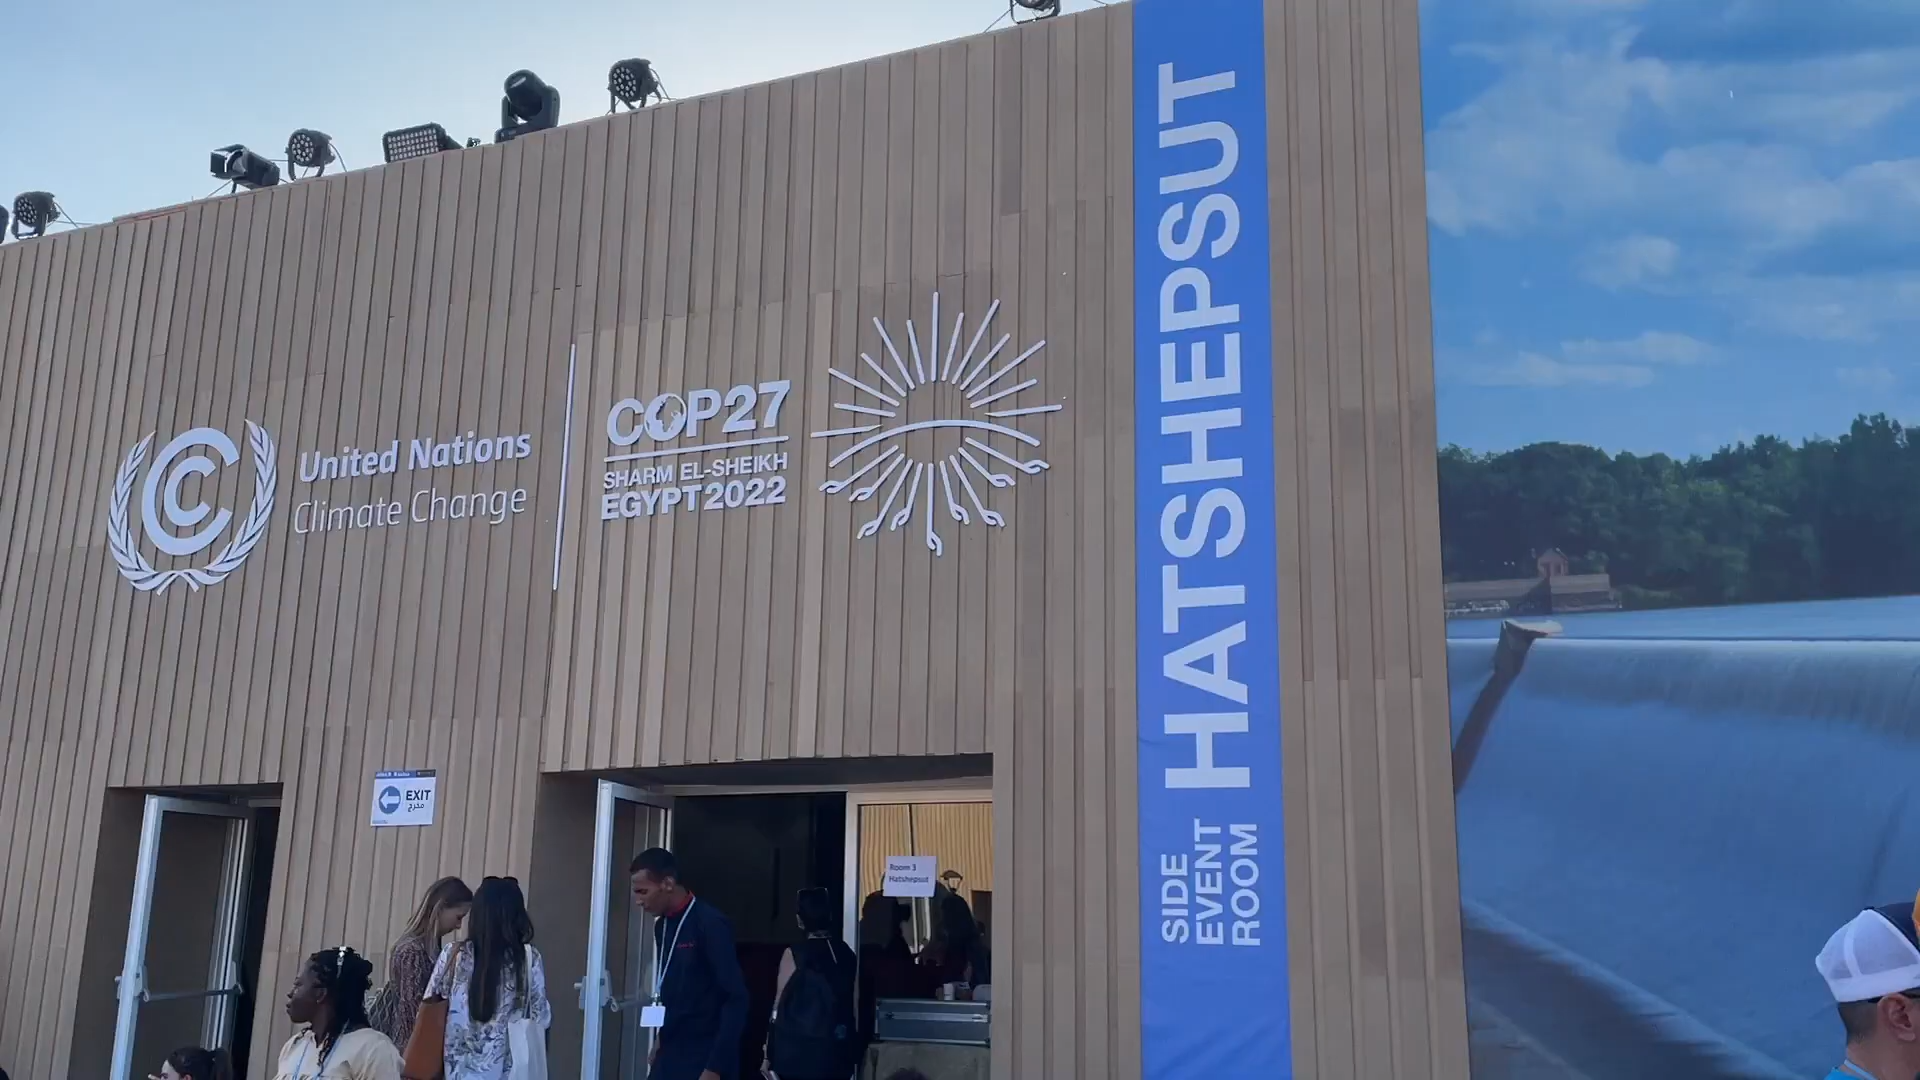 United Nations
Climate Change
COP27
SHARM EL-SHEIKH
EGYPT2022
HATSHEPSUT
SIDE
EVENT
ROOM
EXIT
مخرج
Room 3
Hatshepsut